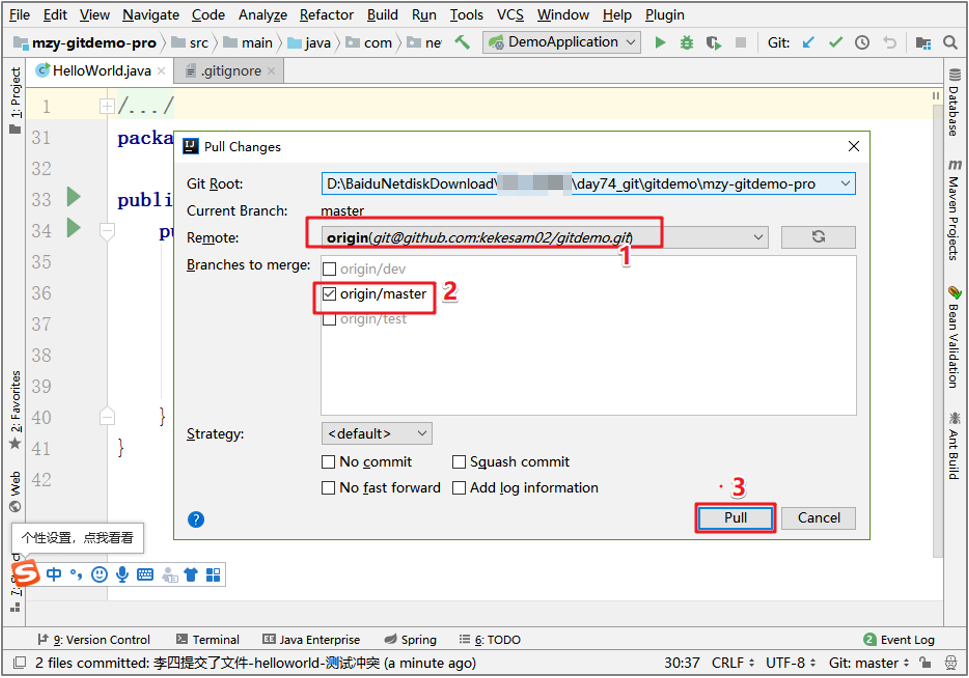 File Edit View Navigate Code Analyze Refactor Build Run Tools VCS Window Help Plugin
mzy-gitdemo-pro src main java com ne DemoApplication Git:
HelloWorld.java .gitignore
1: Project
Database
Maven Projects
Bean Validation
Ant Build
2: Favorites
Web
1 /.../
31 packa
32
33 publi
34 pu
35
36
37
38
39
40 }
41 }
42
Pull Changes
Git Root: D:\BaiduNetdiskDownload\ \day74_git\gitdemo\mzy-gitdemo-pro
Current Branch: master
Remote: origin(git@github.com:kekesam02/gitdemo.git)
1
Branches to merge: origin/dev
origin/master 2
origin/test
Strategy: <default>
No commit Squash commit
No fast forward Add log information
3
? Pull Cancel
个性设置，点我看看
S 中
9: Version Control Terminal Java Enterprise Spring 6: TODO 2 Event Log
2 files committed: 李四提交了文件-helloworld-测试冲突 (a minute ago) 30:37 CRLF UTF-8 Git: master